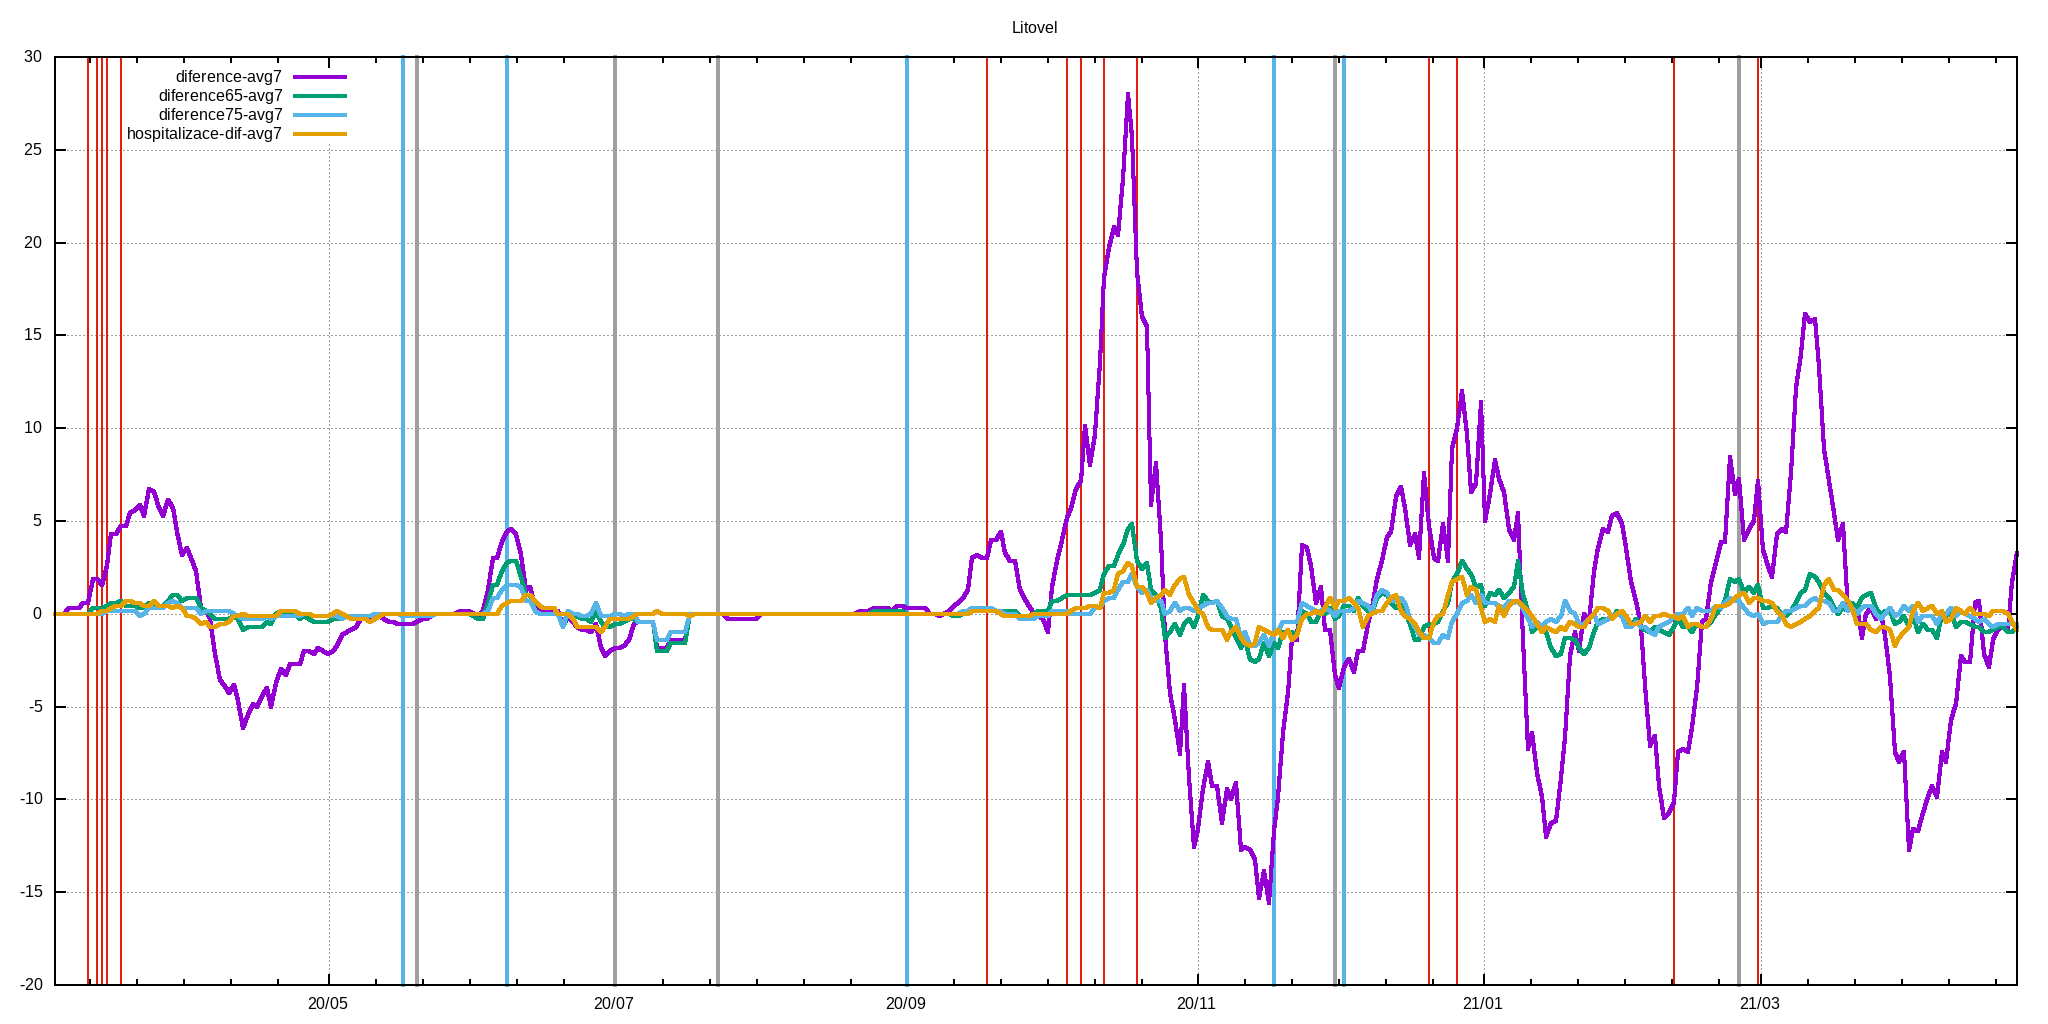 Litovel
diference-avg7
diference65-avg7
diference75-avg7
hospitalizace-dif-avg7
30
25
20
15
10
5
0
-5
-10
-15
-20
20/05 20/07 20/09 20/11 21/01 21/03